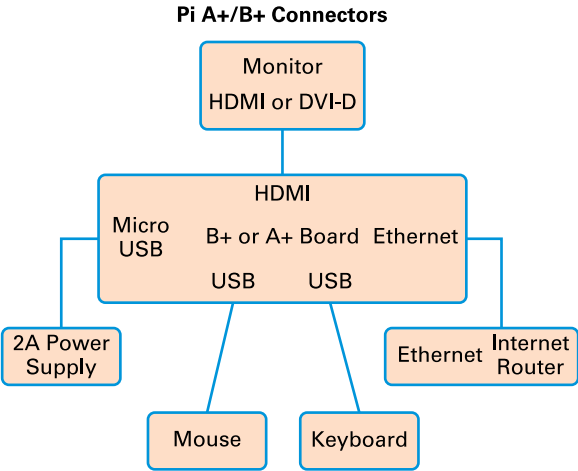 Pi A+/B+ Connectors
Monitor
HDMI or DVI-D
HDMI
Micro
USB
B+ or A+ Board
Ethernet
USB
USB
2A Power
Supply
Ethernet
Internet
Router
Mouse
Keyboard